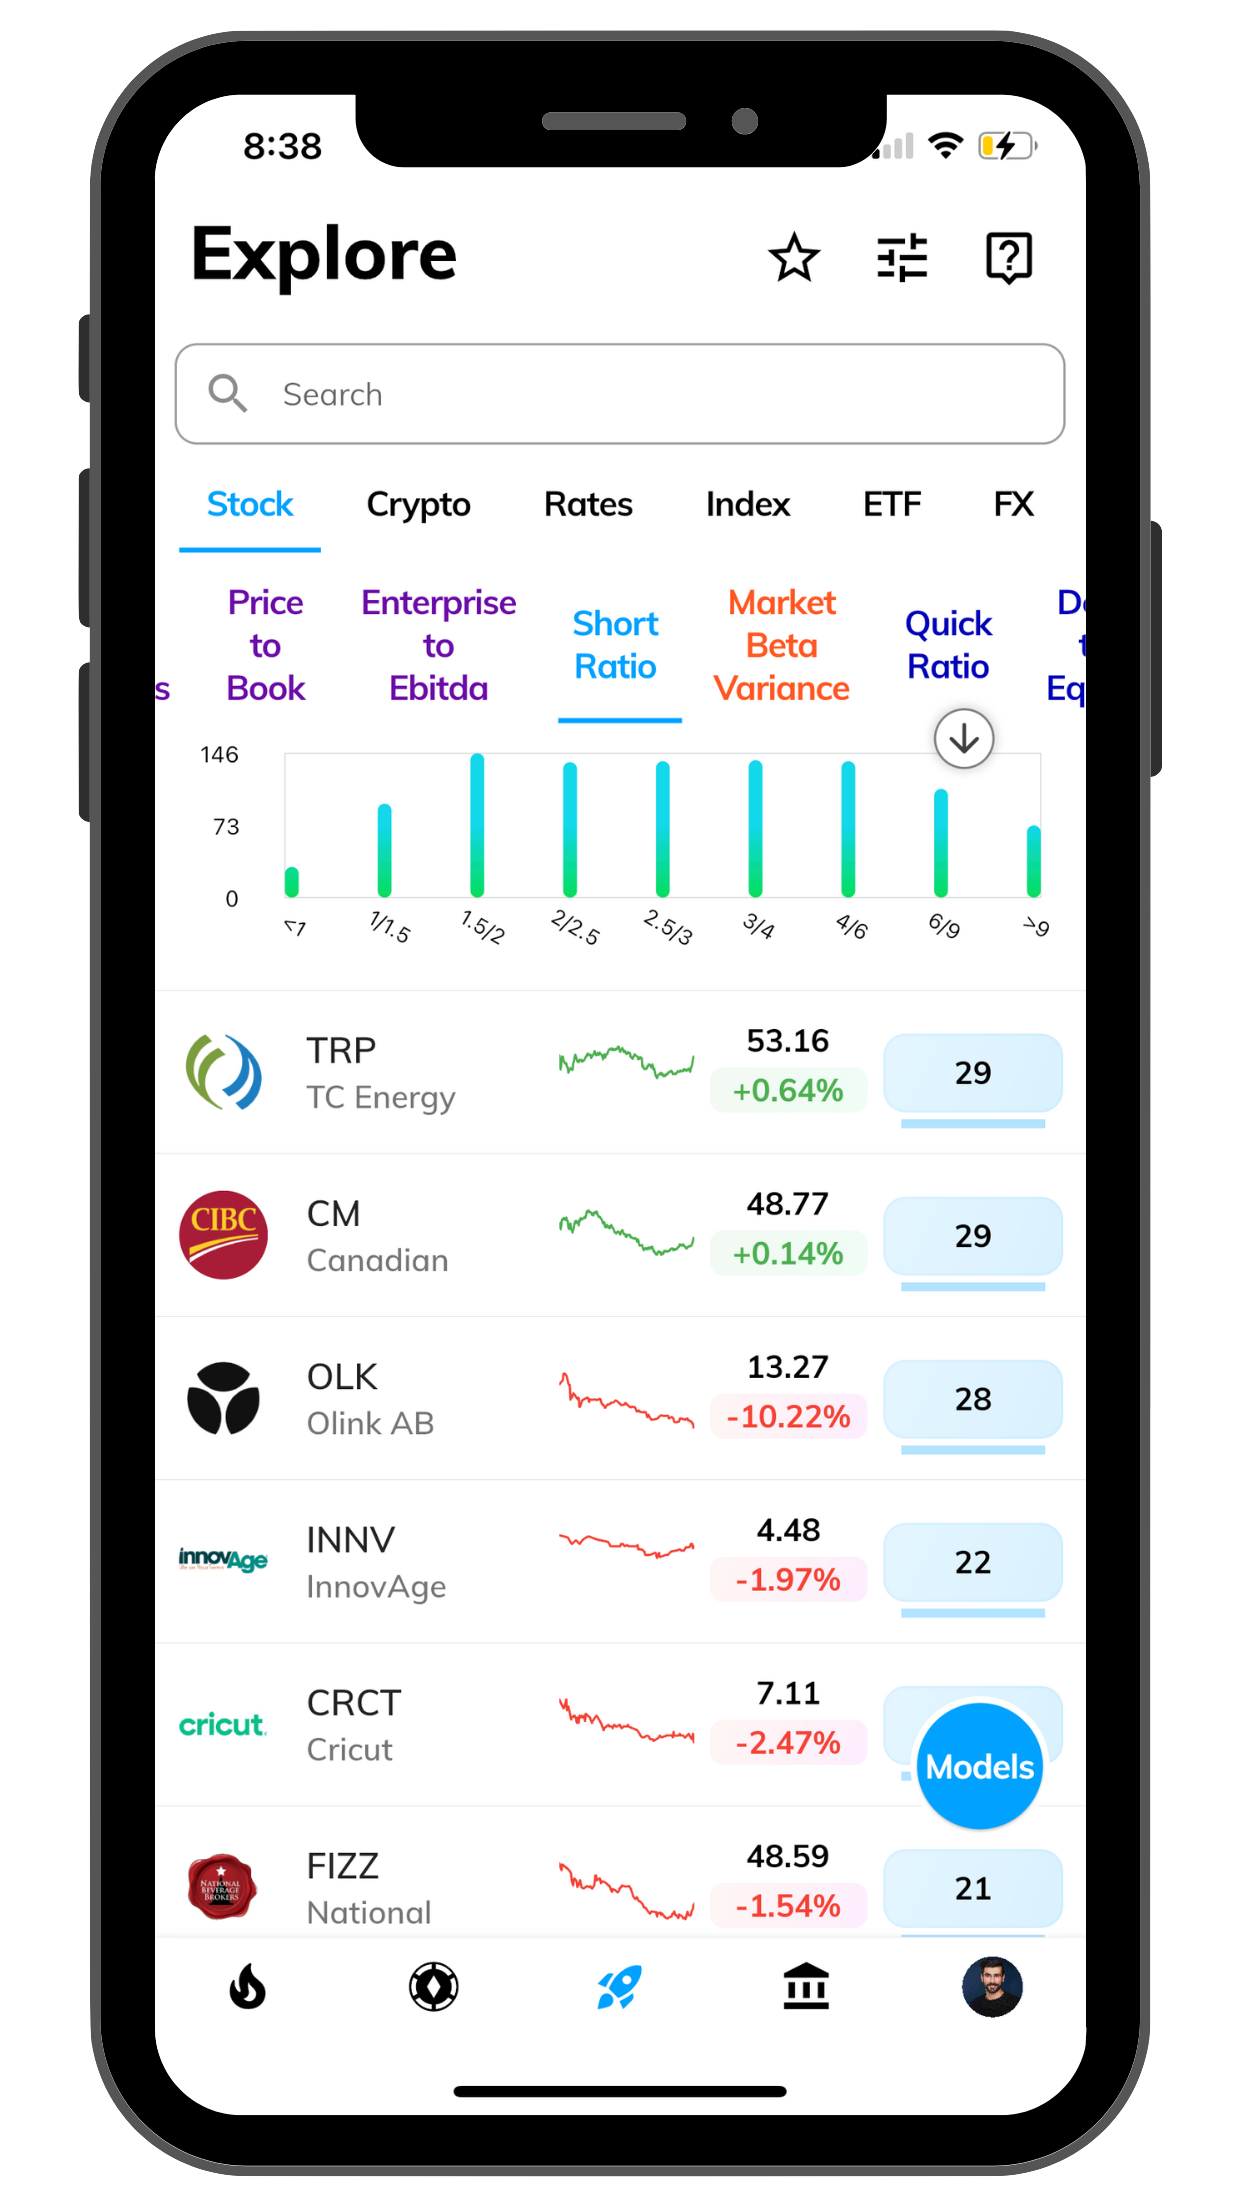 8:38
Explore
Search
Stock Crypto Rates Index ETF FX
s
Price
to
Book
Enterprise
to
Ebitda
Short
Ratio
Market
Beta
Variance
Quick
Ratio
Eq
146
73
0
<1 1/1.5 1.5/2 2/2.5 2.5/3 3/4 4/6 6/9 >9
TRP
TC Energy
53.16
+0.64%
29
CIBC
CM
Canadian
48.77
+0.14%
29
OLK
Olink AB
13.27
-10.22%
28
innovAge
INNV
InnovAge
4.48
-1.97%
22
cricut
CRCT
Cricut
7.11
-2.47%
Models
NATIONAL
BEVERAGE
BROKERS
FIZZ
National
48.59
-1.54%
21